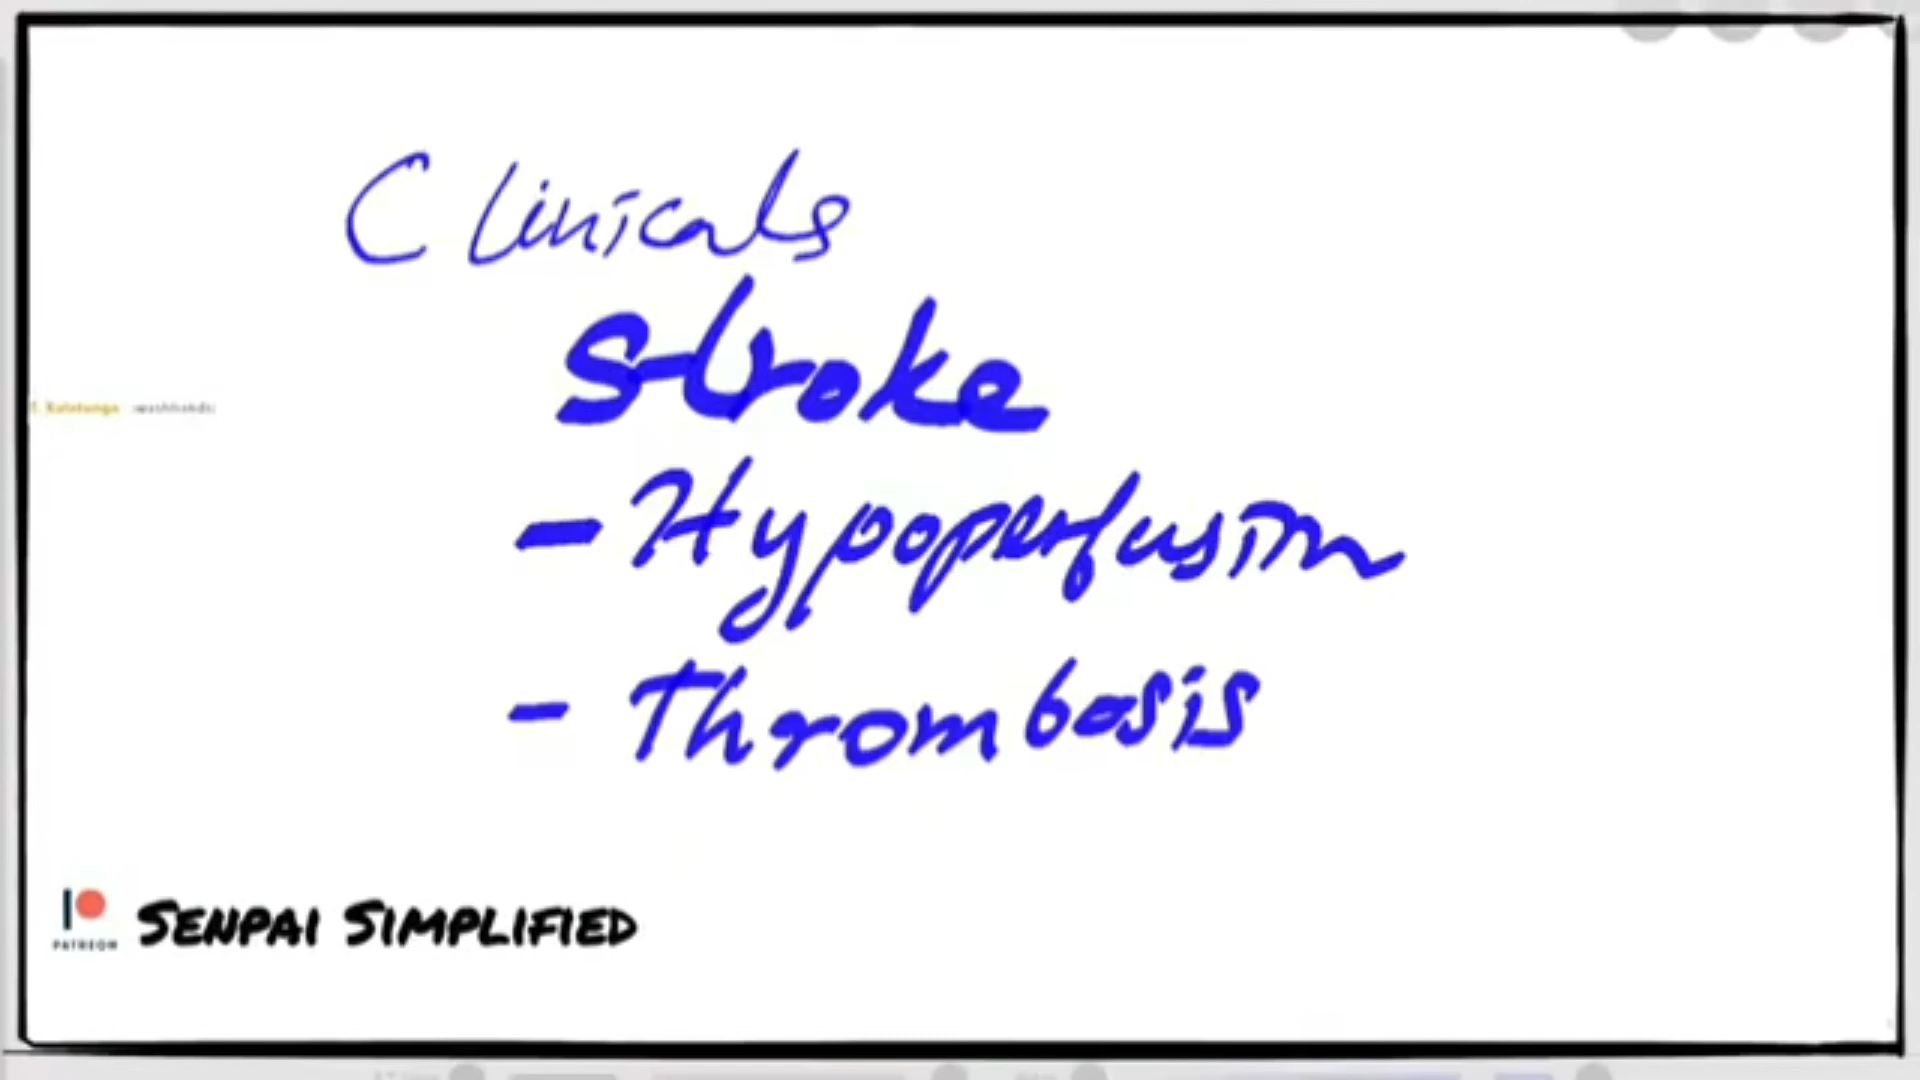 Clinicals
Stroke
- Hypoperfusion
- Thrombosis
PATREON
SENPAI SIMPLIFIED